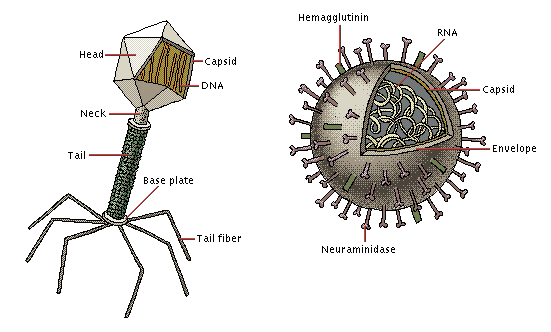 Head
Capsid
DNA
Neck
Tail
Base plate
Tail fiber
Hemagglutinin
RNA
Capsid
Envelope
Neuraminidase